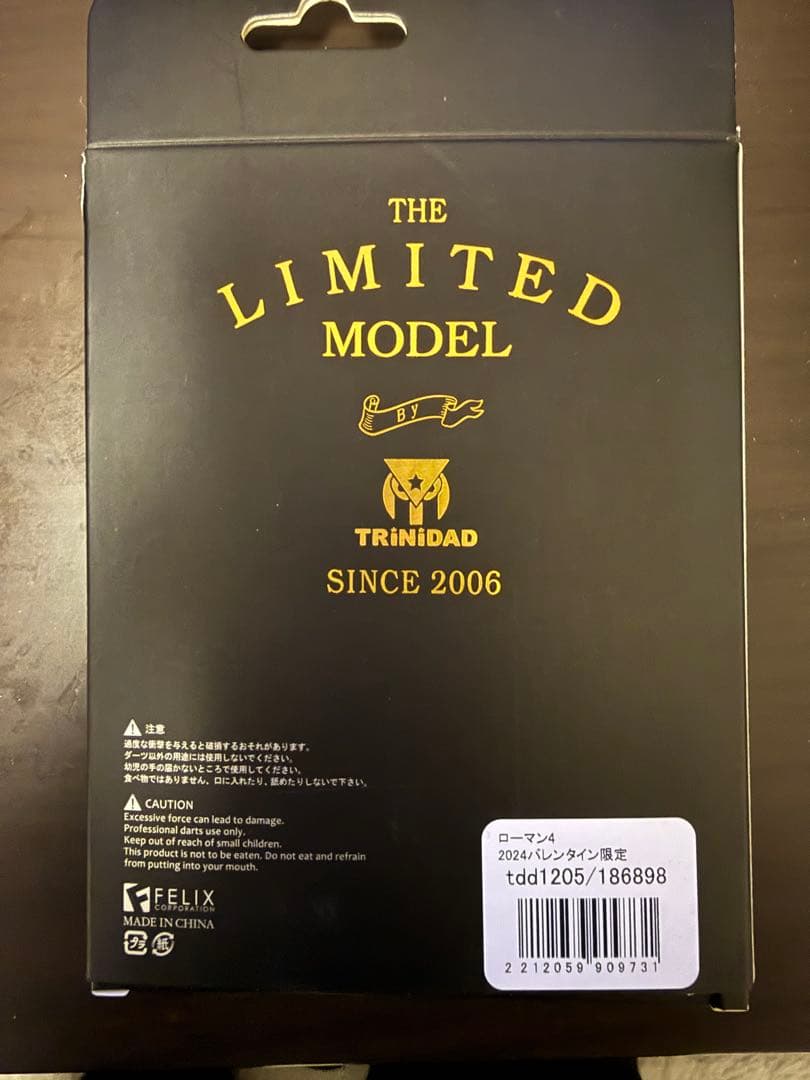 THE
LIMITED
MODEL
By
TRiNiDAD
SINCE 2006
注意
過度な衝撃を与えると破損するおそれがあります。
ダーツ以外の用途には使用しないでください。
幼児の手の届かないところで使用してください。
食べ物ではありません、口に入れたり、舐めたりしないで下さい。
CAUTION
Excessive force can lead to damage.
Professional darts use only.
Keep out of reach of small children.
This product is not to be eaten. Do not eat and refrain
from putting into your mouth.
FELIX
CORPORATION
MADE IN CHINA
プラ 紙
ローマン4
2024バレンタイン限定
tdd1205/186898
2 212059 909731